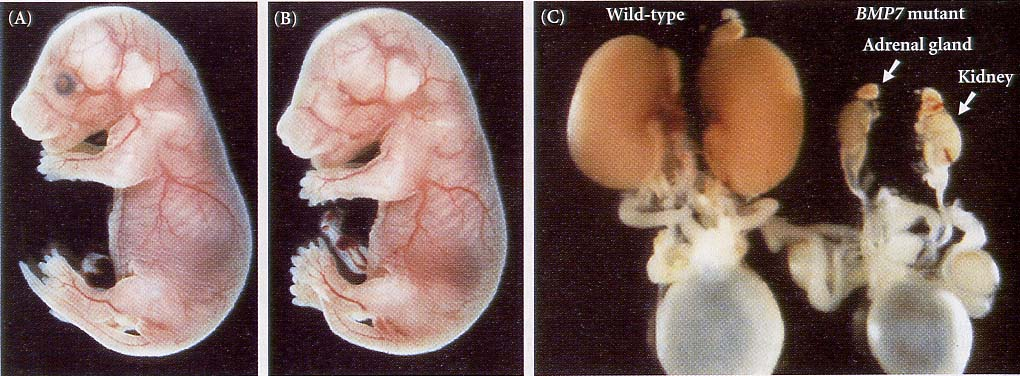 (A)
(B)
(C)
Wild-type
BMP7 mutant
Adrenal gland
Kidney